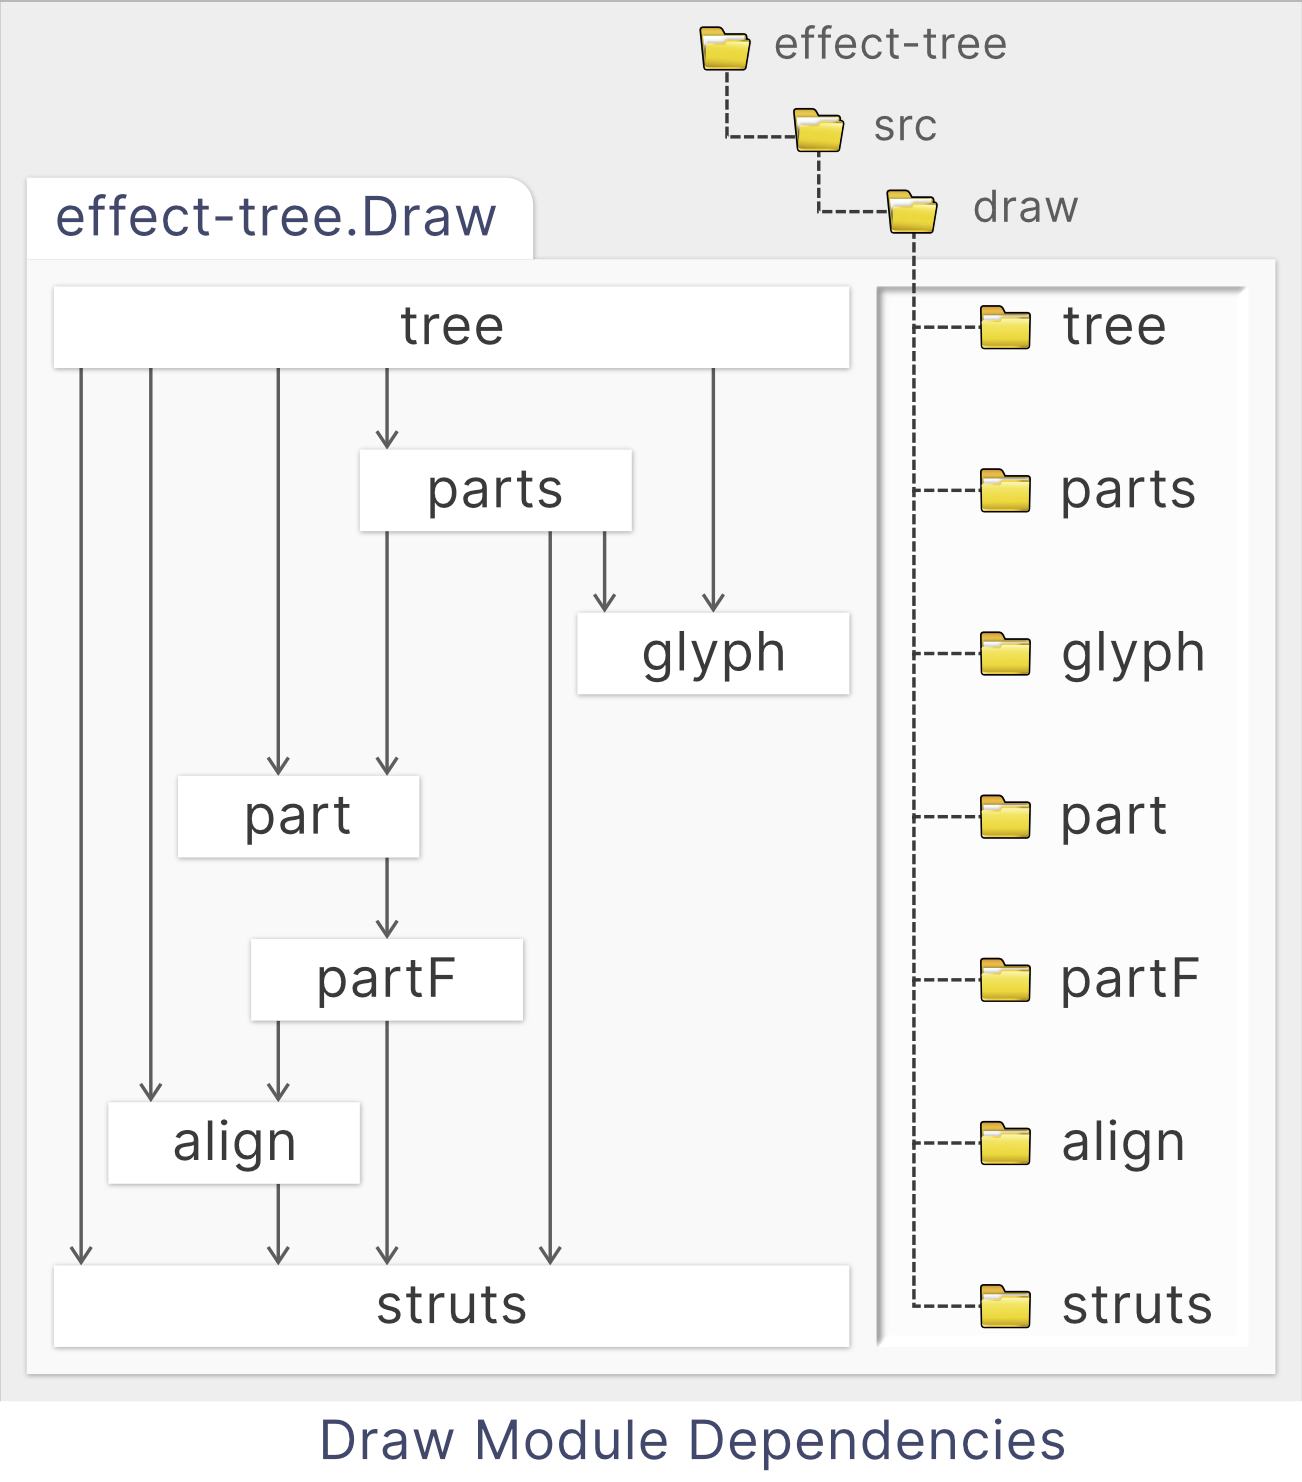 effect-tree
src
draw
effect-tree.Draw
tree
parts
glyph
part
partF
align
struts
tree
parts
glyph
part
partF
align
struts
Draw Module Dependencies